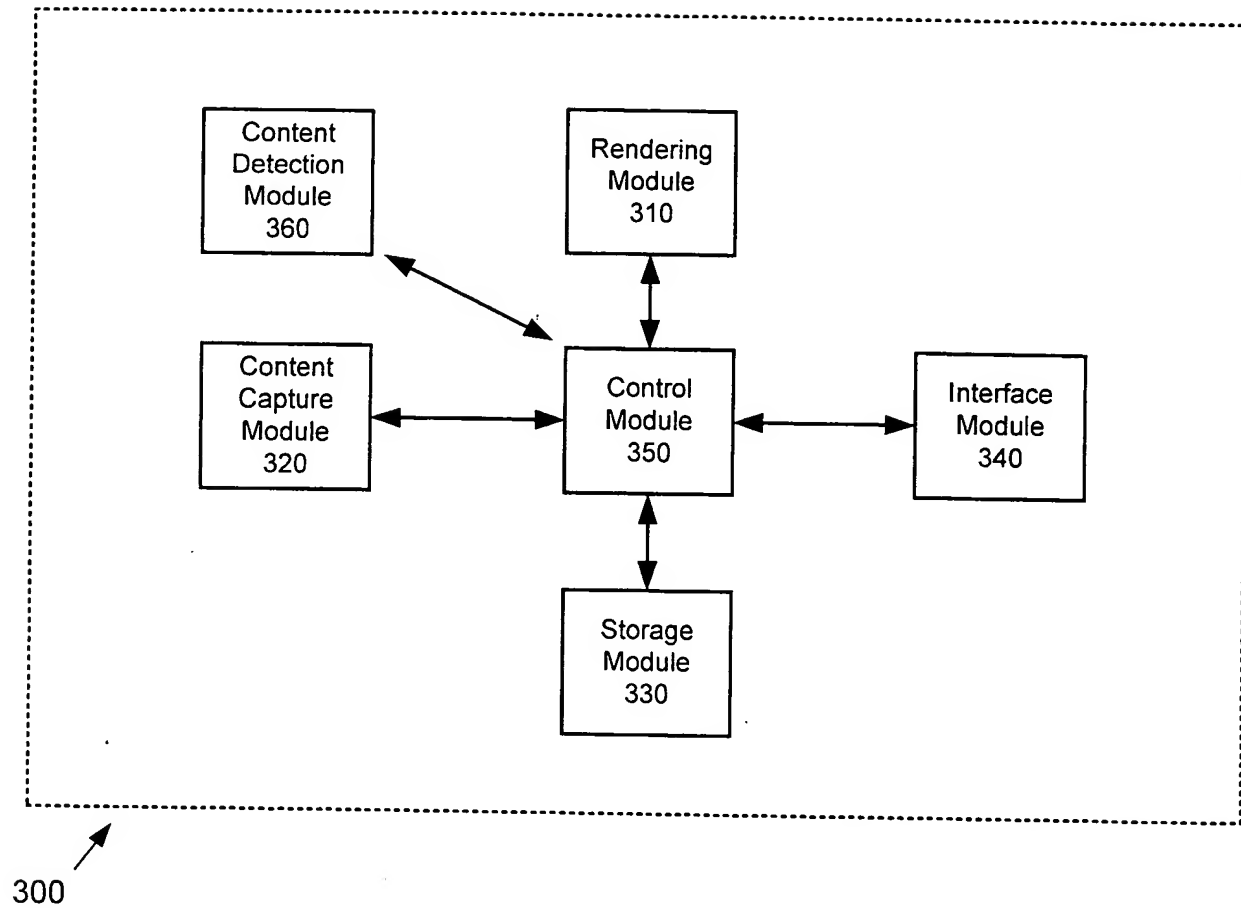 Content
Detection
Module
360
Rendering
Module
310
Content
Capture
Module
320
Control
Module
350
Interface
Module
340
Storage
Module
330
300